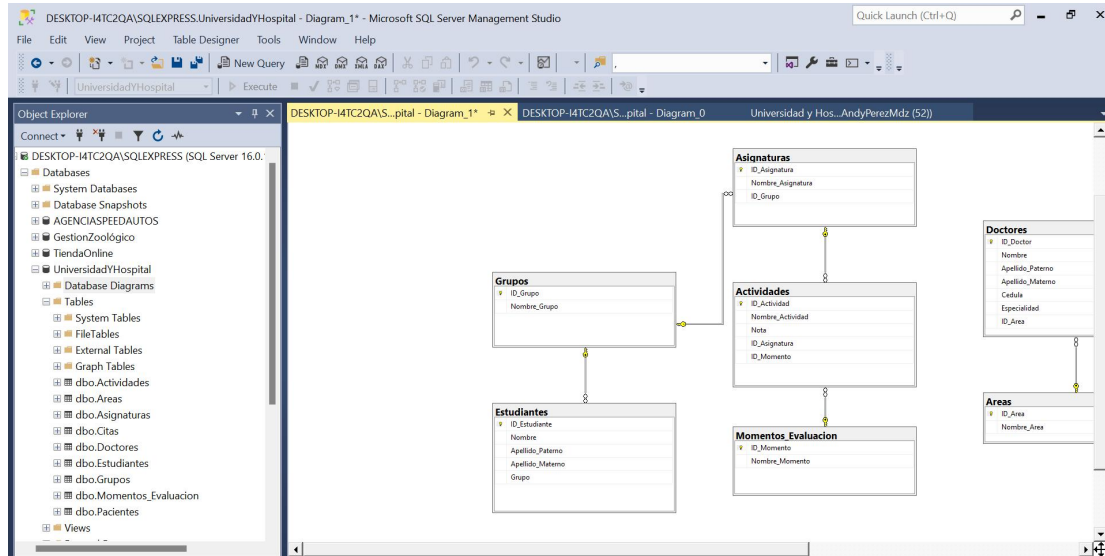 DESKTOP-I4TC2QA\SQLEXPRESS.UniversidadYHospital - Diagram_1* - Microsoft SQL Server Management Studio
Quick Launch (Ctrl+Q)
File Edit View Project Table Designer Tools Window Help
New Query
UniversidadYHospital
Execute
Object Explorer
DESKTOP-I4TC2QA\S...pital - Diagram_1*
DESKTOP-I4TC2QA\S...pital - Diagram_0
Universidad y Hos...AndyPerezMdz (52))
Connect
DESKTOP-I4TC2QA\SQLEXPRESS (SQL Server 16.0.
Databases
System Databases
Database Snapshots
AGENCIASPEEDAUTOS
GestionZoológico
TiendaOnline
UniversidadYHospital
Database Diagrams
Tables
System Tables
FileTables
External Tables
Graph Tables
dbo.Actividades
dbo.Areas
dbo.Asignaturas
dbo.Citas
dbo.Doctores
dbo.Estudiantes
dbo.Grupos
dbo.Momentos_Evaluacion
dbo.Pacientes
Views
Asignaturas
ID_Asignatura
Nombre_Asignatura
ID_Grupo
Grupos
ID_Grupo
Nombre_Grupo
Actividades
ID_Actividad
Nombre_Actividad
Nota
ID_Asignatura
ID_Momento
Estudiantes
ID_Estudiante
Nombre
Apellido_Paterno
Apellido_Materno
Grupo
Momentos_Evaluacion
ID_Momento
Nombre_Momento
Doctores
ID_Doctor
Nombre
Apellido_Paterno
Apellido_Materno
Cedula
Especialidad
ID_Area
Areas
ID_Area
Nombre_Area